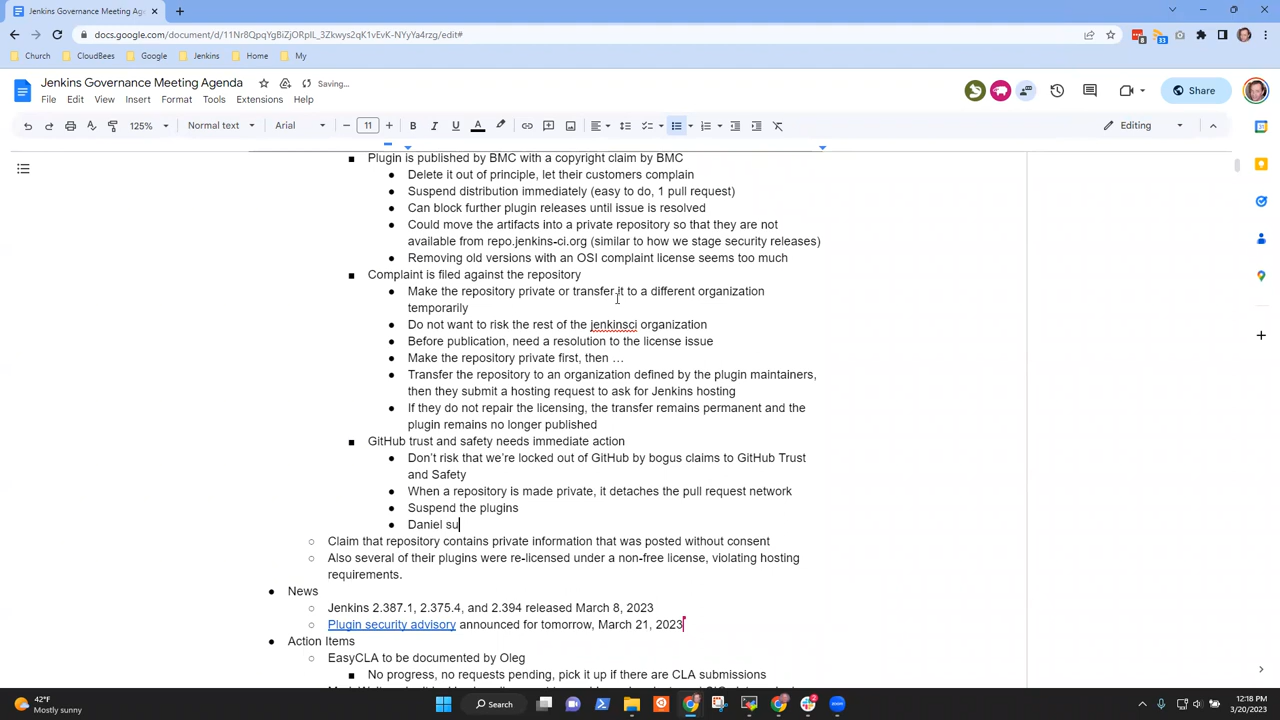 Jenkins Governance Meeting Agenda
docs.google.com/document/d/11Nr8QpqYgBiZjORplL_3Zkwys2qK1vEvK-NYyYa4rzg/edit#
Church CloudBees Google Jenkins Home My
Jenkins Governance Meeting Agenda Saving...
File Edit View Insert Format Tools Extensions Help
Share
125% Normal text Arial 11 B I U A Editing
Plugin is published by BMC with a copyright claim by BMC
Delete it out of principle, let their customers complain
Suspend distribution immediately (easy to do, 1 pull request)
Can block further plugin releases until issue is resolved
Could move the artifacts into a private repository so that they are not
available from repo.jenkins-ci.org (similar to how we stage security releases)
Removing old versions with an OSI complaint license seems too much
Complaint is filed against the repository
Make the repository private or transfer it to a different organization
temporarily
Do not want to risk the rest of the jenkinsci organization
Before publication, need a resolution to the license issue
Make the repository private first, then …
Transfer the repository to an organization defined by the plugin maintainers,
then they submit a hosting request to ask for Jenkins hosting
If they do not repair the licensing, the transfer remains permanent and the
plugin remains no longer published
GitHub trust and safety needs immediate action
Don't risk that we're locked out of GitHub by bogus claims to GitHub Trust
and Safety
When a repository is made private, it detaches the pull request network
Suspend the plugins
Daniel su
Claim that repository contains private information that was posted without consent
Also several of their plugins were re-licensed under a non-free license, violating hosting
requirements.
News
Jenkins 2.387.1, 2.375.4, and 2.394 released March 8, 2023
Plugin security advisory announced for tomorrow, March 21, 2023
Action Items
EasyCLA to be documented by Oleg
No progress, no requests pending, pick it up if there are CLA submissions
42°F
Mostly sunny
Search
12:18 PM
3/20/2023